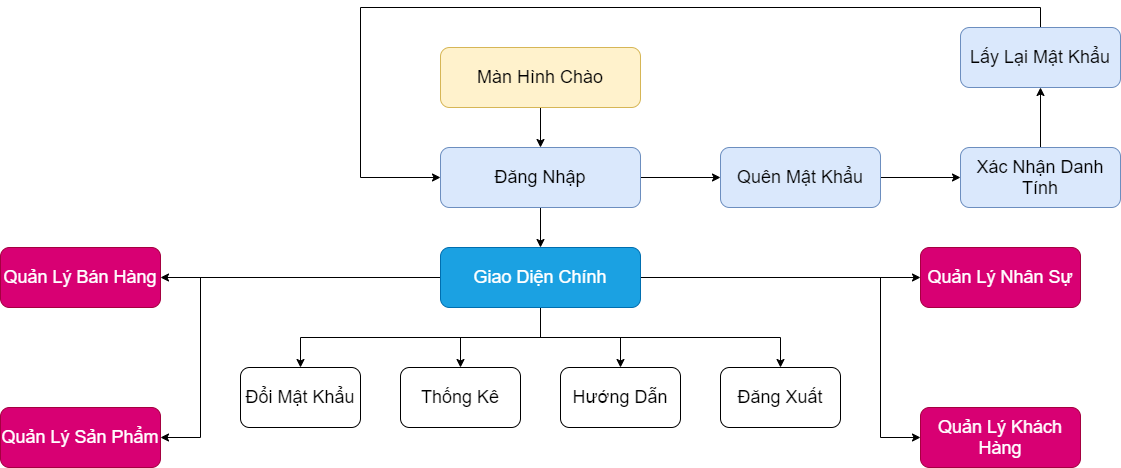 Lấy Lại Mật Khẩu
Màn Hình Chào
Đăng Nhập
Quên Mật Khẩu
Xác Nhận Danh
Tính
Quản Lý Bán Hàng
Giao Diện Chính
Quản Lý Nhân Sự
Đổi Mật Khẩu
Thống Kê
Hướng Dẫn
Đăng Xuất
Quản Lý Sản Phẩm
Quản Lý Khách
Hàng